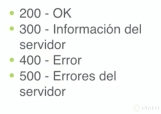 • 200 - OK
• 300 - Información del
servidor
• 400 - Error
• 500 - Errores del
servidor